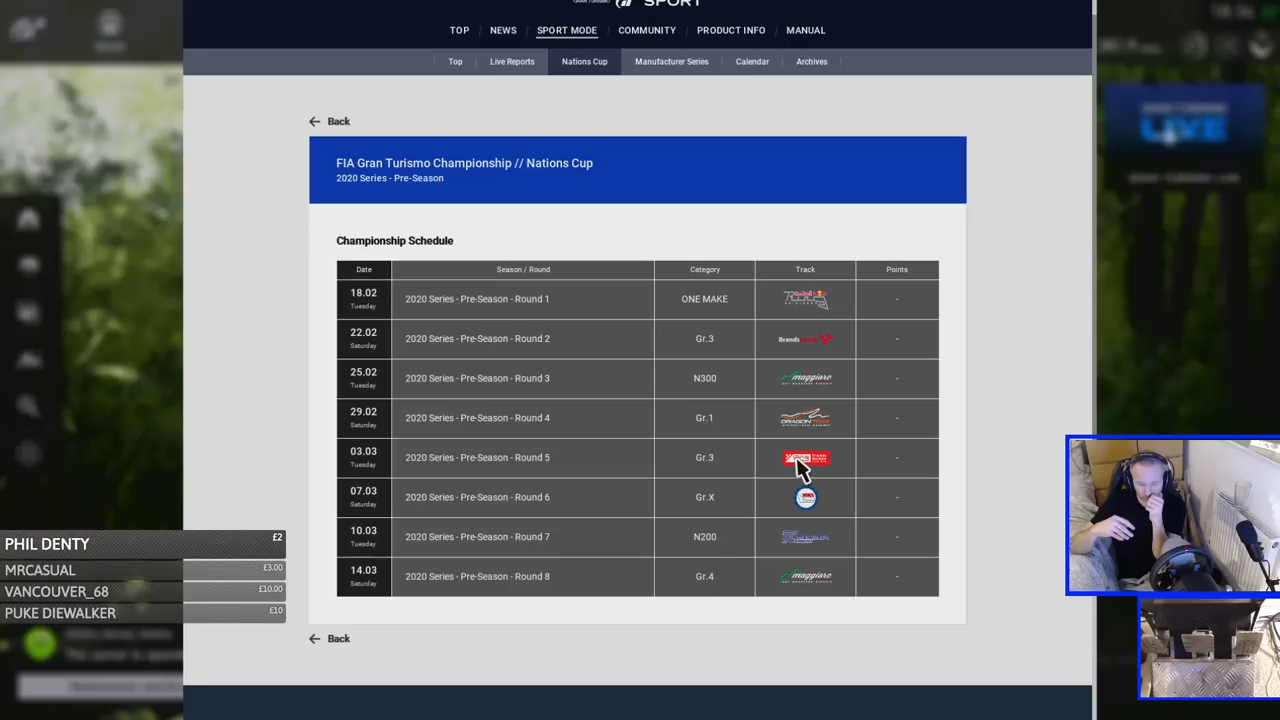 SPORT
TOP
NEWS
SPORT MODE
COMMUNITY
PRODUCT INFO
MANUAL
Top
Live Reports
Nations Cup
Manufacturer Series
Calendar
Archives
Back
FIA Gran Turismo Championship // Nations Cup
2020 Series - Pre-Season
Championship Schedule
Date Season / Round Category Track Points
18.02 Tuesday 2020 Series - Pre-Season - Round 1 ONE MAKE -
22.02 Saturday 2020 Series - Pre-Season - Round 2 Gr.3 Brands -
25.02 Tuesday 2020 Series - Pre-Season - Round 3 N300 maggiore -
29.02 Saturday 2020 Series - Pre-Season - Round 4 Gr.1 DRAGON -
03.03 Tuesday 2020 Series - Pre-Season - Round 5 Gr.3 -
07.03 Saturday 2020 Series - Pre-Season - Round 6 Gr.X -
10.03 Tuesday 2020 Series - Pre-Season - Round 7 N200 -
14.03 Saturday 2020 Series - Pre-Season - Round 8 Gr.4 maggiore -
Back
PHIL DENTY £2
MRCASUAL £3.00
VANCOUVER_68 £10.00
PUKE DIEWALKER £10
LIVE